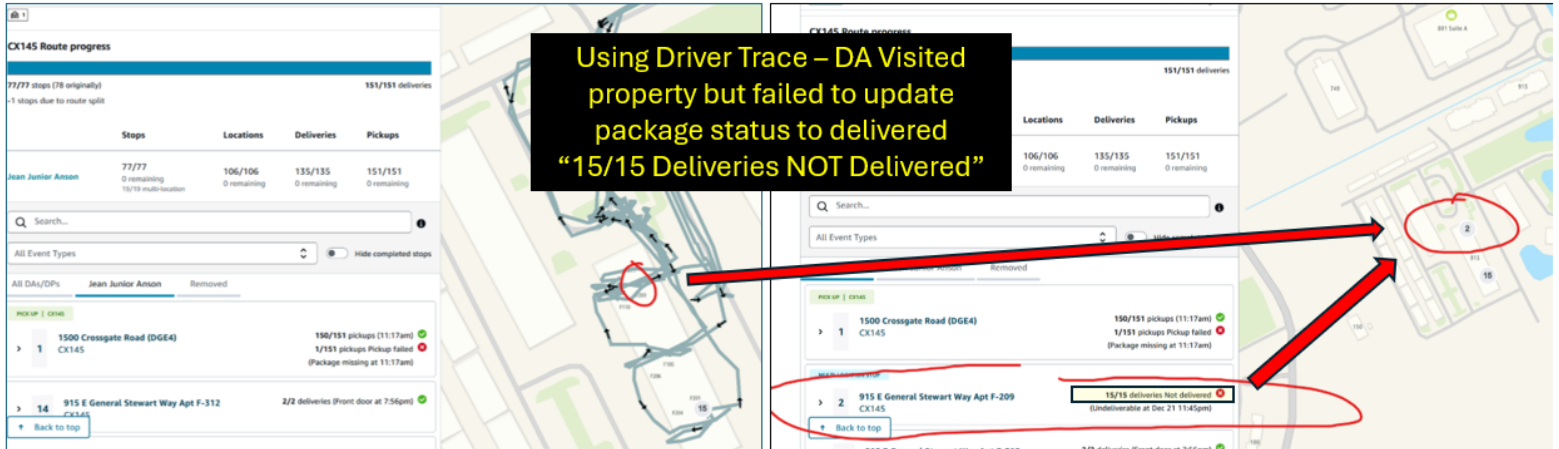 1
CX145 Route progress
77/77 stops (78 originally)
151/151 deliveries
-1 stops due to route split
Stops Locations Deliveries Pickups
Jean Junior Anson
77/77 106/106 135/135 151/151
0 remaining 0 remaining 0 remaining 0 remaining
15/19 multi-location
Search...
All Event Types
Hide completed stops
All DAs/DPs Jean Junior Anson Removed
PICK UP | CX145
1 1500 Crossgate Road (DGE4)
CX145
150/151 pickups (11:17am)
1/151 pickups Pickup failed
(Package missing at 11:17am)
14 915 E General Stewart Way Apt F-312
CX145
2/2 deliveries (Front door at 7:56pm)
Back to top
15
Using Driver Trace – DA Visited
property but failed to update
package status to delivered
“15/15 Deliveries NOT Delivered”
CX145 Route progress
151/151 deliveries
Locations Deliveries Pickups
106/106 135/135 151/151
0 remaining 0 remaining 0 remaining
Search...
All Event Types
Removed
PICK UP | CX145
1 1500 Crossgate Road (DGE4)
CX145
150/151 pickups (11:17am)
1/151 pickups Pickup failed
(Package missing at 11:17am)
2 915 E General Stewart Way Apt F-209
CX145
15/15 deliveries Not delivered
(Undeliverable at Dec 21 11:45pm)
Back to top
881 Suite A
2
913
15